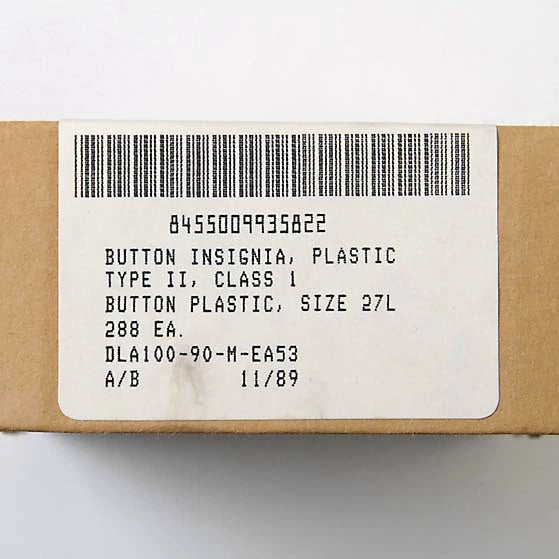 8455009935822
BUTTON INSIGNIA, PLASTIC
TYPE II, CLASS 1
BUTTON PLASTIC, SIZE 27L
288 EA.
DLA100-90-M-EA53
A/B 11/89